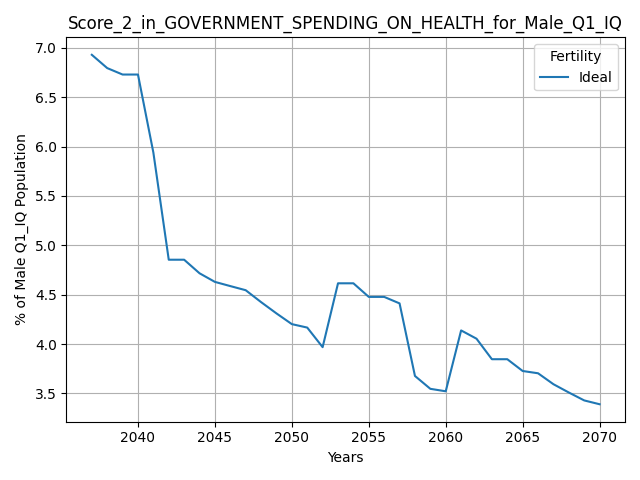 Score_2_in_GOVERNMENT_SPENDING_ON_HEALTH_for_Male_Q1_IQ
Fertility
Ideal
% of Male Q1_IQ Population
7.0
6.5
6.0
5.5
5.0
4.5
4.0
3.5
2040 2045 2050 2055 2060 2065 2070
Years